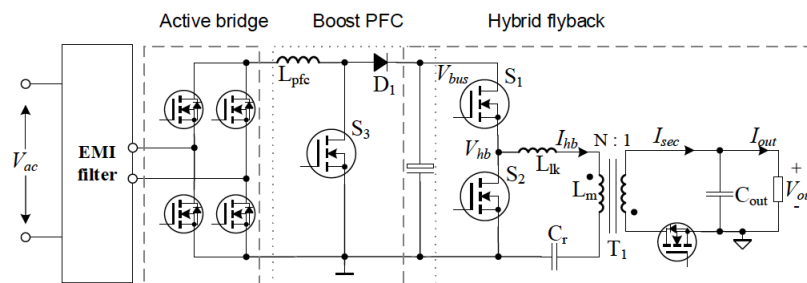 Active bridge
Boost PFC
Hybrid flyback
EMI
filter
Vac
Lpfc
D1
S3
Vbus
S1
Vhb
S2
Llk
Ihb
N : 1
Isec
Iout
Lm
Cr
T1
Cout
+
Vou
-